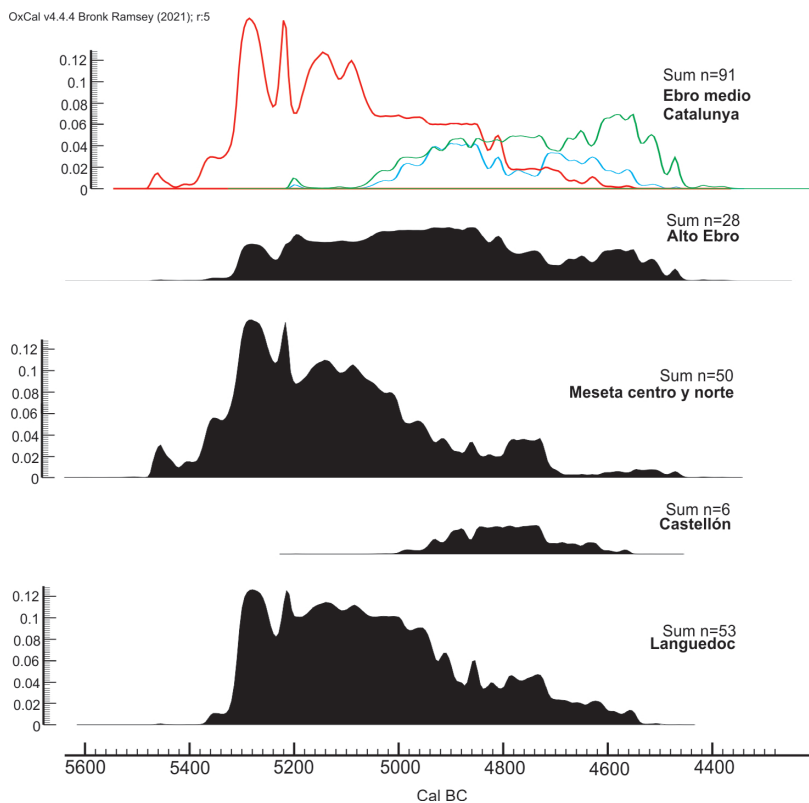 OxCal v4.4.4 Bronk Ramsey (2021); r:5
0.12
0.1
0.08
0.06
0.04
0.02
0
Sum n=91
Ebro medio
Catalunya
Sum n=28
Alto Ebro
0.12
0.1
0.08
0.06
0.04
0.02
0
Sum n=50
Meseta centro y norte
Sum n=6
Castellón
0.12
0.1
0.08
0.06
0.04
0.02
0
Sum n=53
Languedoc
5600 5400 5200 5000 4800 4600 4400
Cal BC